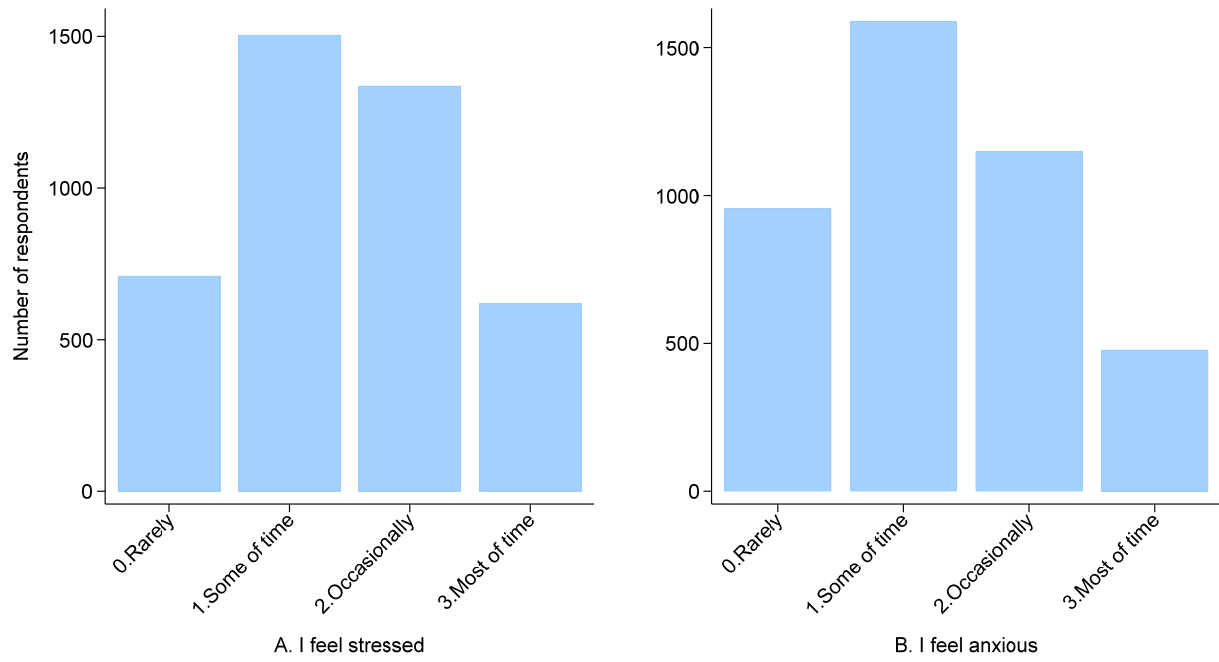 Number of respondents
1500
1000
500
0
0.Rarely
1.Some of time
2.Occasionally
3.Most of time
A. I feel stressed
1500
1000
500
0
0.Rarely
1.Some of time
2.Occasionally
3.Most of time
B. I feel anxious